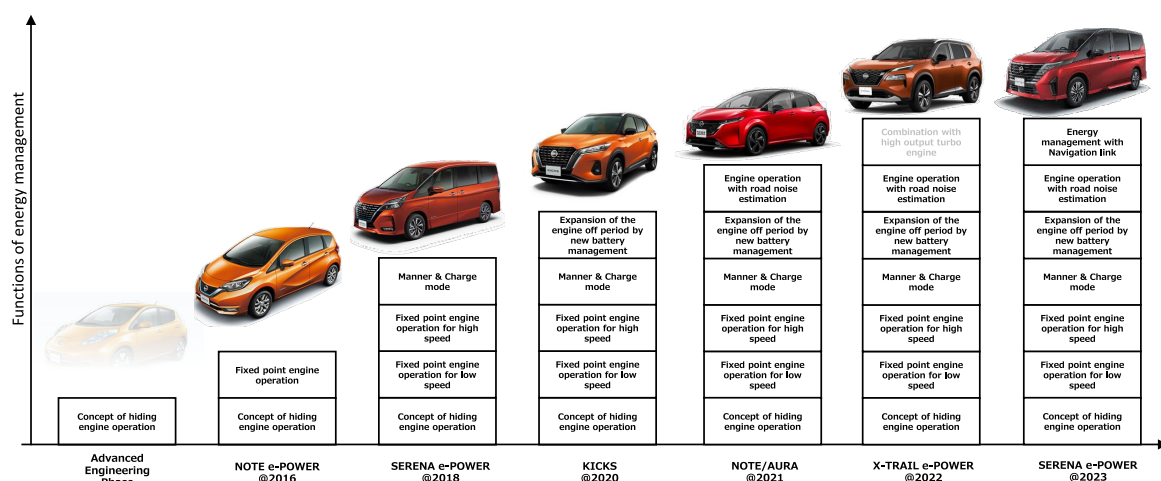 Functions of energy management
Concept of hiding
engine operation
Advanced
Engineering
Phase
Fixed point engine
operation
Concept of hiding
engine operation
NOTE e-POWER
@2016
Manner & Charge
mode
Fixed point engine
operation for high
speed
Fixed point engine
operation for low
speed
Concept of hiding
engine operation
SERENA e-POWER
@2018
Expansion of the
engine off period by
new battery
management
Manner & Charge
mode
Fixed point engine
operation for high
speed
Fixed point engine
operation for low
speed
Concept of hiding
engine operation
KICKS
@2020
Engine operation
with road noise
estimation
Expansion of the
engine off period by
new battery
management
Manner & Charge
mode
Fixed point engine
operation for high
speed
Fixed point engine
operation for low
speed
Concept of hiding
engine operation
NOTE/AURA
@2021
Combination with
high output turbo
engine
Engine operation
with road noise
estimation
Expansion of the
engine off period by
new battery
management
Manner & Charge
mode
Fixed point engine
operation for high
speed
Fixed point engine
operation for low
speed
Concept of hiding
engine operation
X-TRAIL e-POWER
@2022
Energy
management with
Navigation link
Engine operation
with road noise
estimation
Expansion of the
engine off period by
new battery
management
Manner & Charge
mode
Fixed point engine
operation for high
speed
Fixed point engine
operation for low
speed
Concept of hiding
engine operation
SERENA e-POWER
@2023